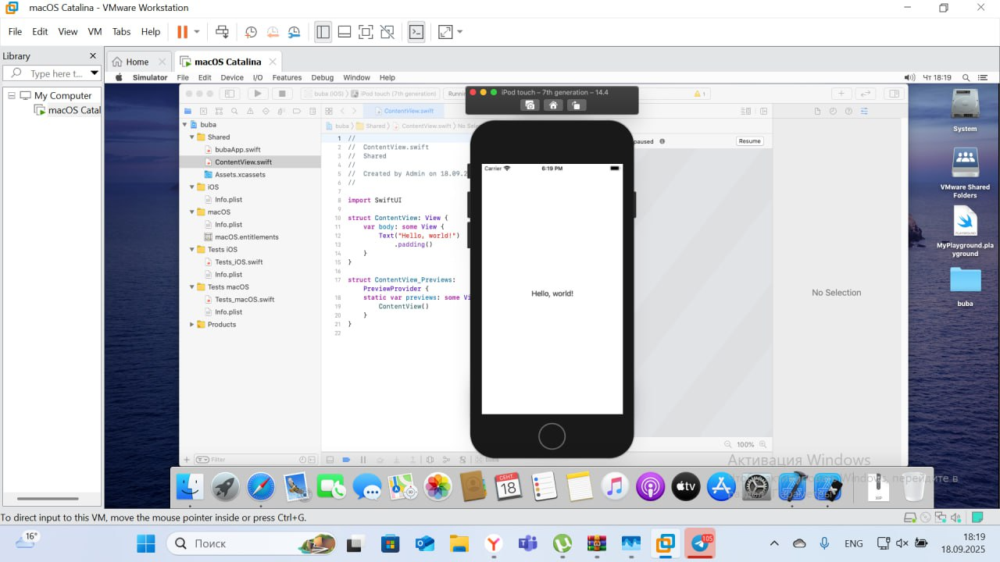 macOS Catalina - VMware Workstation
File Edit View VM Tabs Help
Library
Type here t...
My Computer
macOS Catal
Home
macOS Catalina
Simulator File Edit Device I/O Features Debug Window Help
Чт 18:19
buba (iOS) iPod touch (7th generation)
Runnin
iPod touch – 7th generation – 14.4
1
ContentView.swift
buba Shared ContentView.swift No Sele
paused
Resume
buba
Shared
bubaApp.swift
ContentView.swift
Assets.xcassets
iOS
Info.plist
macOS
Info.plist
macOS.entitlements
Tests iOS
Tests_iOS.swift
Info.plist
Tests macOS
Tests_macOS.swift
Info.plist
Products
Filter
1 //
2 //  ContentView.swift
3 //  Shared
4 //
5 //  Created by Admin on 18.09.2
6 //
7
8 import SwiftUI
9
10 struct ContentView: View {
11 var body: some View {
12 Text("Hello, world!")
13 .padding()
14 }
15 }
16
17 struct ContentView_Previews:
PreviewProvider {
18 static var previews: some Vi
19 ContentView()
20 }
21 }
22
Carrier 6:19 PM
Hello, world!
No Selection
100%
System
VMware Shared
Folders
PLAYGROUND
MyPlayground.pla
yground
buba
Активация Windows
Windows, перейдите в
СЕНТ.
18
tv
XIP
To direct input to this VM, move the mouse pointer inside or press Ctrl+G.
16°
Поиск
105
ENG
18:19
18.09.2025